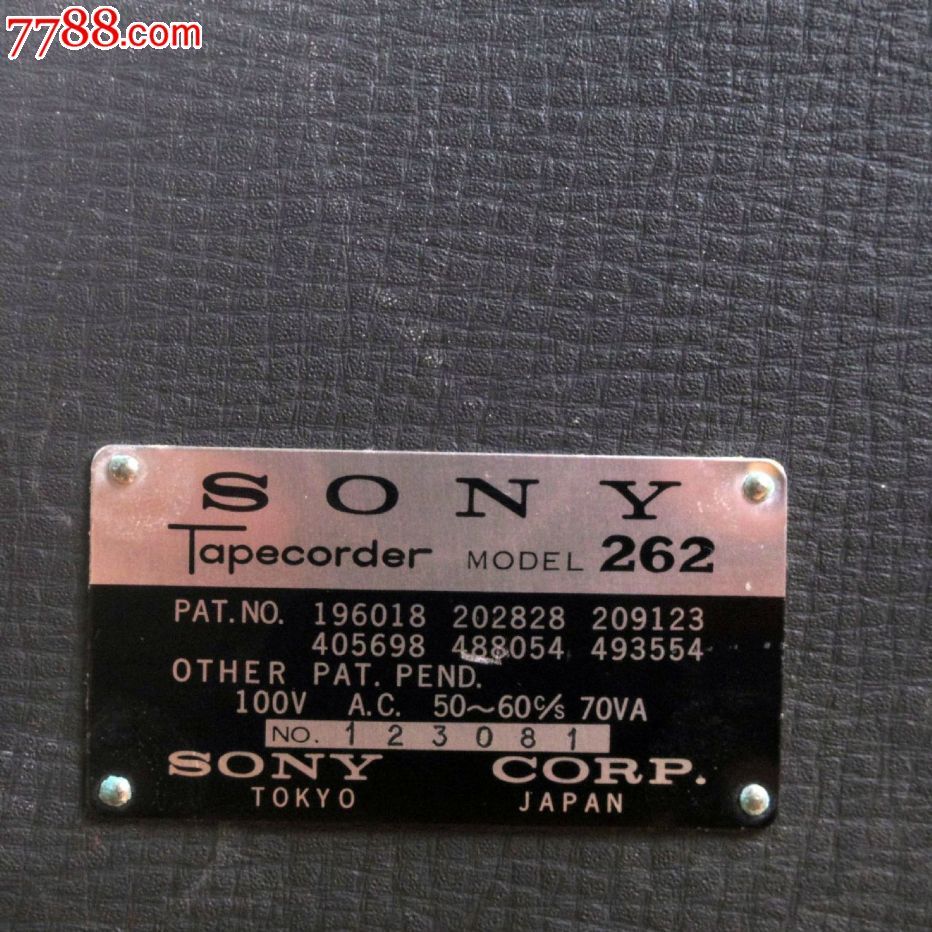 7788.com
SONY
Tapecorder MODEL 262
PAT.NO. 196018 202828 209123
405698 488054 493554
OTHER PAT. PEND.
100V A.C. 50~60c/s 70VA
NO. 123081
SONY CORP.
TOKYO JAPAN